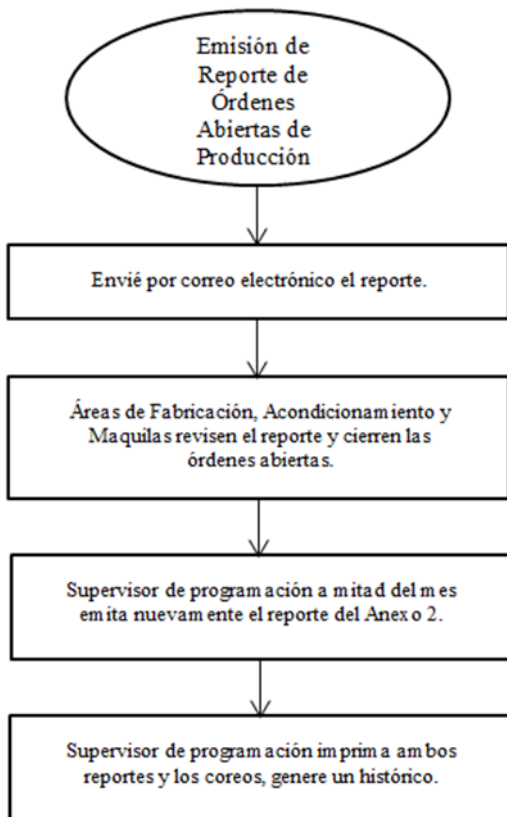 Emisión de
Reporte de
Órdenes
Abiertas de
Producción
Envié por correo electrónico el reporte.
Áreas de Fabricación, Acondicionamiento y
Maquilas revisen el reporte y cierren las
órdenes abiertas.
Supervisor de programación a mitad del mes
emita nuevamente el reporte del Anexo 2.
Supervisor de programación imprima ambos
reportes y los coreos, genere un histórico.